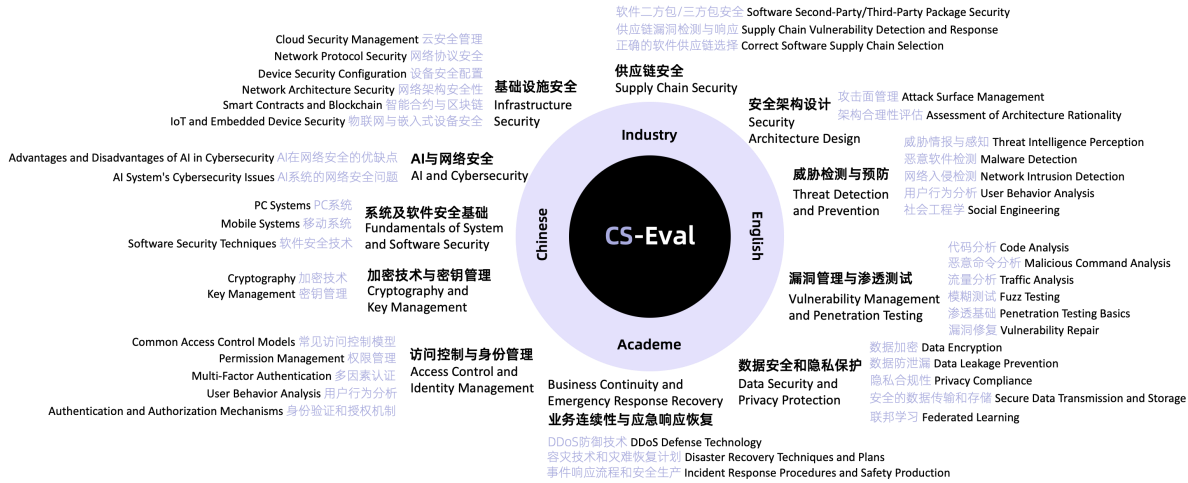 软件二方包/三方包安全 Software Second-Party/Third-Party Package Security
供应链漏洞检测与响应 Supply Chain Vulnerability Detection and Response
正确的软件供应链选择 Correct Software Supply Chain Selection
供应链安全
Supply Chain Security
Cloud Security Management 云安全管理
Network Protocol Security 网络协议安全
Device Security Configuration 设备安全配置
Network Architecture Security 网络架构安全性
Smart Contracts and Blockchain 智能合约与区块链
IoT and Embedded Device Security 物联网与嵌入式设备安全
基础设施安全
Infrastructure
Security
安全架构设计
Security
Architecture Design
攻击面管理 Attack Surface Management
架构合理性评估 Assessment of Architecture Rationality
Advantages and Disadvantages of AI in Cybersecurity AI在网络安全的优缺点
AI System's Cybersecurity Issues AI系统的网络安全问题
AI与网络安全
AI and Cybersecurity
威胁检测与预防
Threat Detection
and Prevention
威胁情报与感知 Threat Intelligence Perception
恶意软件检测 Malware Detection
网络入侵检测 Network Intrusion Detection
用户行为分析 User Behavior Analysis
社会工程学 Social Engineering
PC Systems PC系统
Mobile Systems 移动系统
Software Security Techniques 软件安全技术
系统及软件安全基础
Fundamentals of System
and Software Security
Industry
Chinese
CS-Eval
English
Academe
Cryptography 加密技术
Key Management 密钥管理
加密技术与密钥管理
Cryptography and
Key Management
漏洞管理与渗透测试
Vulnerability Management
and Penetration Testing
代码分析 Code Analysis
恶意命令分析 Malicious Command Analysis
流量分析 Traffic Analysis
模糊测试 Fuzz Testing
渗透基础 Penetration Testing Basics
漏洞修复 Vulnerability Repair
Common Access Control Models 常见访问控制模型
Permission Management 权限管理
Multi-Factor Authentication 多因素认证
User Behavior Analysis 用户行为分析
Authentication and Authorization Mechanisms 身份验证和授权机制
访问控制与身份管理
Access Control and
Identity Management
数据安全和隐私保护
Data Security and
Privacy Protection
数据加密 Data Encryption
数据防泄漏 Data Leakage Prevention
隐私合规性 Privacy Compliance
安全的数据传输和存储 Secure Data Transmission and Storage
联邦学习 Federated Learning
Business Continuity and
Emergency Response Recovery
业务连续性与应急响应恢复
DDoS防御技术 DDoS Defense Technology
容灾技术和灾难恢复计划 Disaster Recovery Techniques and Plans
事件响应流程和安全生产 Incident Response Procedures and Safety Production